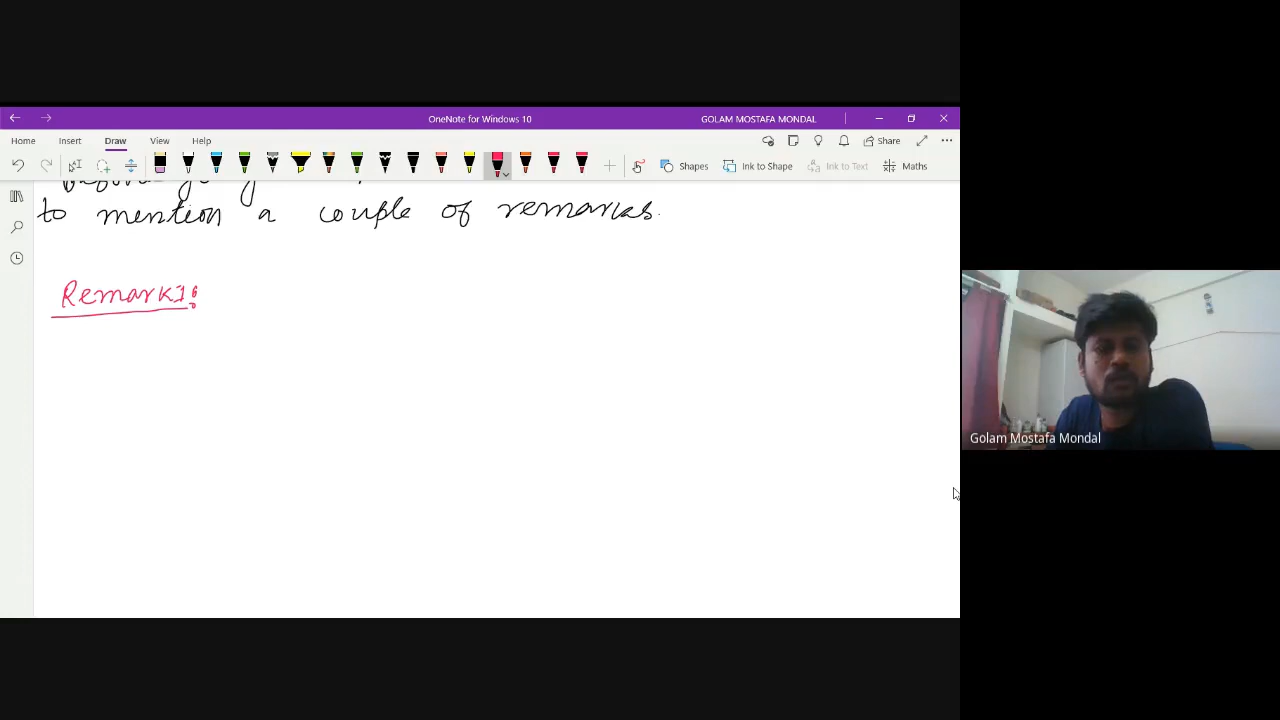 OneNote for Windows 10
GOLAM MOSTAFA MONDAL
Home Insert Draw View Help
Share
Shapes
Ink to Shape
Ink to Text
Maths
to mention a couple of remarks.
Remark1:
Golam Mostafa Mondal